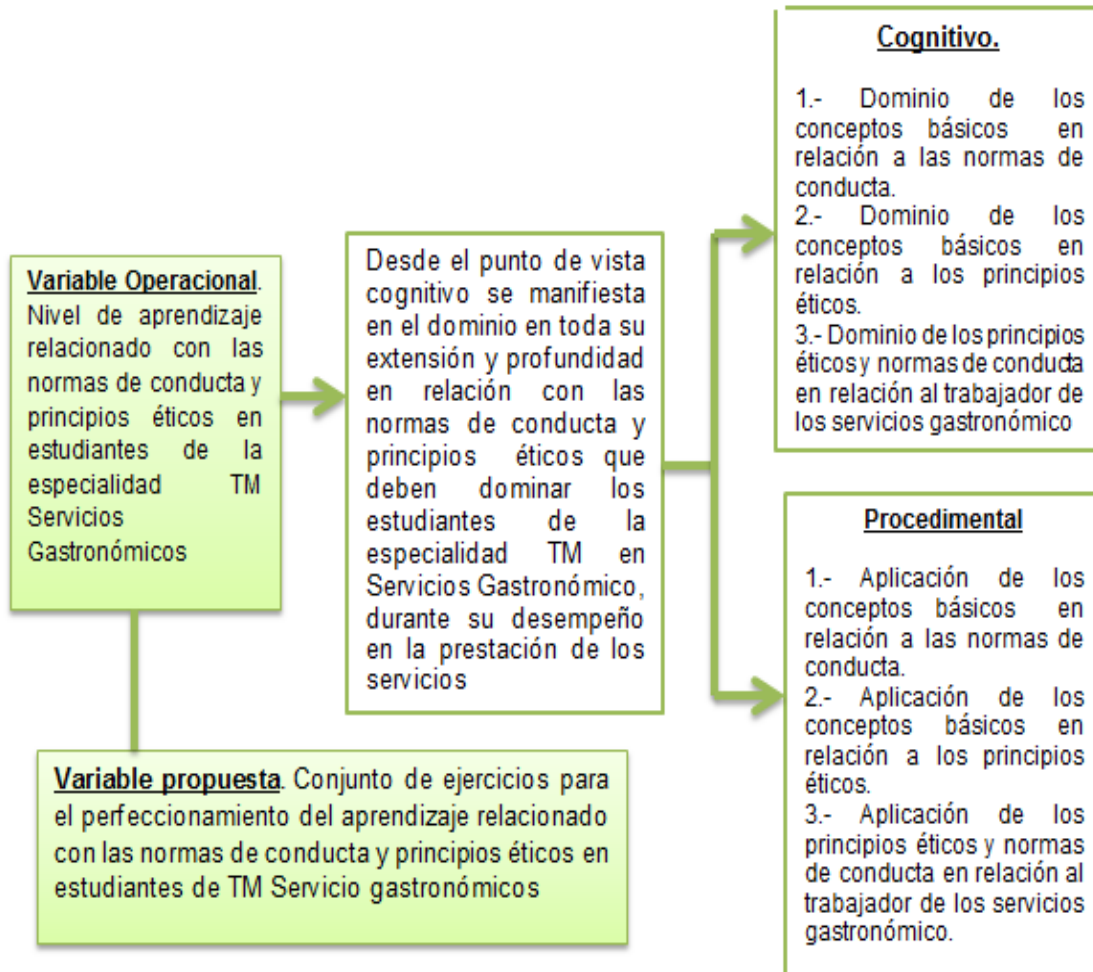 Variable Operacional.
Nivel de aprendizaje
relacionado con las
normas de conducta y
principios éticos en
estudiantes de la
especialidad TM
Servicios
Gastronómicos
Desde el punto de vista
cognitivo se manifiesta
en el dominio en toda su
extensión y profundidad
en relación con las
normas de conducta y
principios éticos que
deben dominar los
estudiantes de la
especialidad TM en
Servicios Gastronómico,
durante su desempeño
en la prestación de los
servicios
Cognitivo.
1.- Dominio de los
conceptos básicos en
relación a las normas de
conducta.
2.- Dominio de los
conceptos básicos en
relación a los principios
éticos.
3.- Dominio de los principios
éticos y normas de conducta
en relación al trabajador de
los servicios gastronómico
Procedimental
1.- Aplicación de los
conceptos básicos en
relación a las normas de
conducta.
2.- Aplicación de los
conceptos básicos en
relación a los principios
éticos.
3.- Aplicación de los
principios éticos y normas
de conducta en relación al
trabajador de los servicios
gastronómico.
Variable propuesta. Conjunto de ejercicios para
el perfeccionamiento del aprendizaje relacionado
con las normas de conducta y principios éticos en
estudiantes de TM Servicio gastronómicos